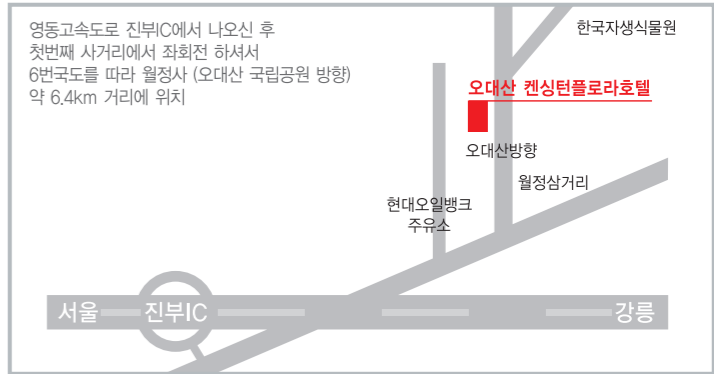 영동고속도로 진부IC에서 나오신 후
첫번째 사거리에서 좌회전 하셔서
6번국도를 따라 월정사 (오대산 국립공원 방향)
약 6.4km 거리에 위치
한국자생식물원
오대산 켄싱턴플로라호텔
오대산방향
월정삼거리
현대오일뱅크
주유소
서울
진부IC
강릉